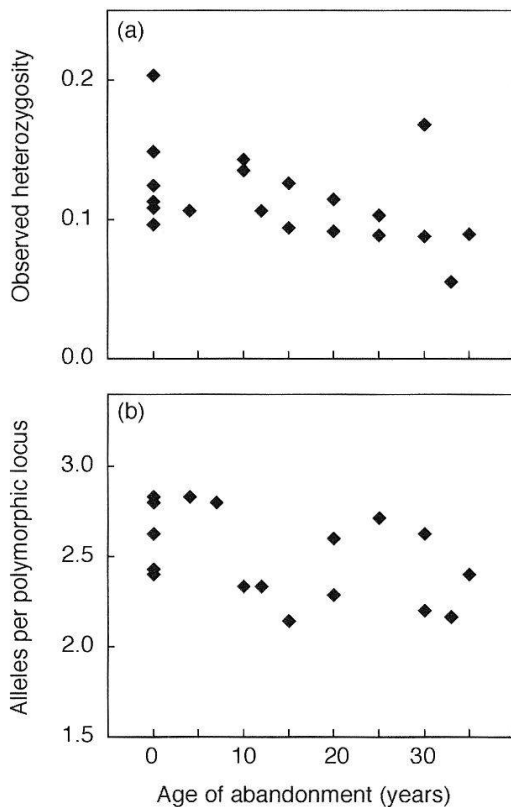 (a)
Observed heterozygosity
0.2
0.1
0.0
(b)
Alleles per polymorphic locus
3.0
2.5
2.0
1.5
0 10 20 30
Age of abandonment (years)